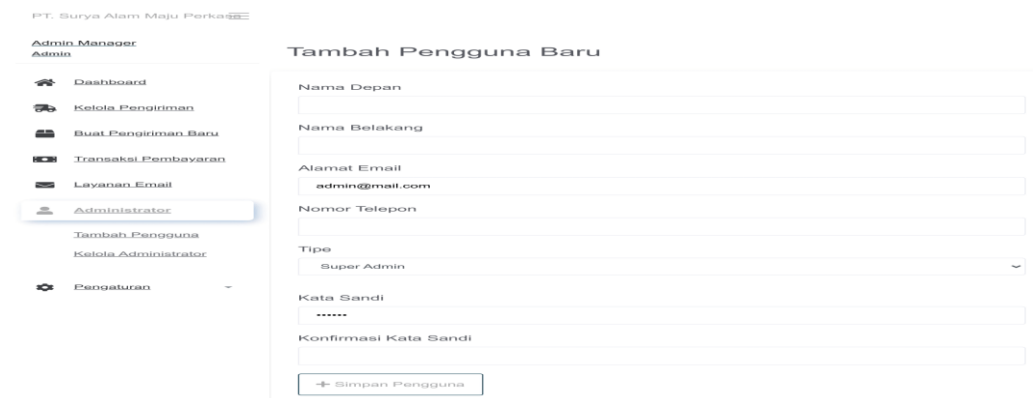 PT. Surya Alam Maju Perkasa
Admin Manager
Admin
Dashboard
Kelola Pengiriman
Buat Pengiriman Baru
Transaksi Pembayaran
Layanan Email
Administrator
Tambah Pengguna
Kelola Administrator
Pengaturan
Tambah Pengguna Baru
Nama Depan
Nama Belakang
Alamat Email
admin@mail.com
Nomor Telepon
Tipe
Super Admin
Kata Sandi
••••••
Konfirmasi Kata Sandi
+ Simpan Pengguna